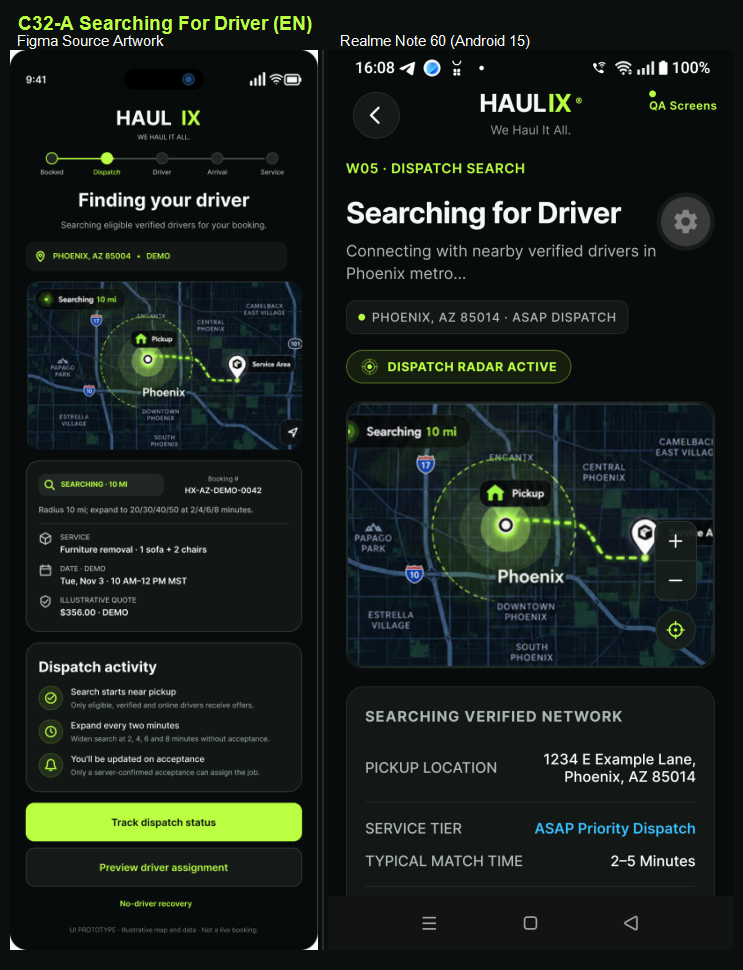 C32-A Searching For Driver (EN)
Figma Source Artwork
9:41
HAUL IX
WE HAUL IT ALL.
Booked Dispatch Driver Arrival Service
Finding your driver
Searching eligible verified drivers for your booking.
PHOENIX, AZ 85004 • DEMO
Searching 10 mi
CAMELBACK
EAST VILLAGE
ENCANTO
17
CENTRAL
PHOENIX
Pickup
101
PAPAGO
PARK
Service Area
10
Phoenix
ESTRELLA
VILLAGE
DOWNTOWN
PHOENIX
SOUTH
PHOENIX
SEARCHING · 10 MI
Booking #
HX-AZ-DEMO-0042
Radius 10 mi; expand to 20/30/40/50 at 2/4/6/8 minutes.
SERVICE
Furniture removal · 1 sofa + 2 chairs
DATE · DEMO
Tue, Nov 3 · 10 AM–12 PM MST
ILLUSTRATIVE QUOTE
$356.00 · DEMO
Dispatch activity
Search starts near pickup
Only eligible, verified and online drivers receive offers.
Expand every two minutes
Widen search at 2, 4, 6 and 8 minutes without acceptance.
You'll be updated on acceptance
Only a server-confirmed acceptance can assign the job.
Track dispatch status
Preview driver assignment
No-driver recovery
UI PROTOTYPE · Illustrative map and data · Not a live booking.
Realme Note 60 (Android 15)
16:08 100%
HAULIX ®
We Haul It All.
QA Screens
W05 · DISPATCH SEARCH
Searching for Driver
Connecting with nearby verified drivers in
Phoenix metro...
PHOENIX, AZ 85014 · ASAP DISPATCH
DISPATCH RADAR ACTIVE
Searching 10 mi
CAMELBACK
EAST VILLAG
ENCANTO
17
CENTRAL
PHOENIX
Pickup
PAPAGO
PARK
e A
+
10
Phoenix
−
ESTRELLA
VILLAGE
DOWNTOWN
PHOENIX
SOUTH
PHOENIX
SEARCHING VERIFIED NETWORK
PICKUP LOCATION
1234 E Example Lane,
Phoenix, AZ 85014
SERVICE TIER ASAP Priority Dispatch
TYPICAL MATCH TIME 2–5 Minutes